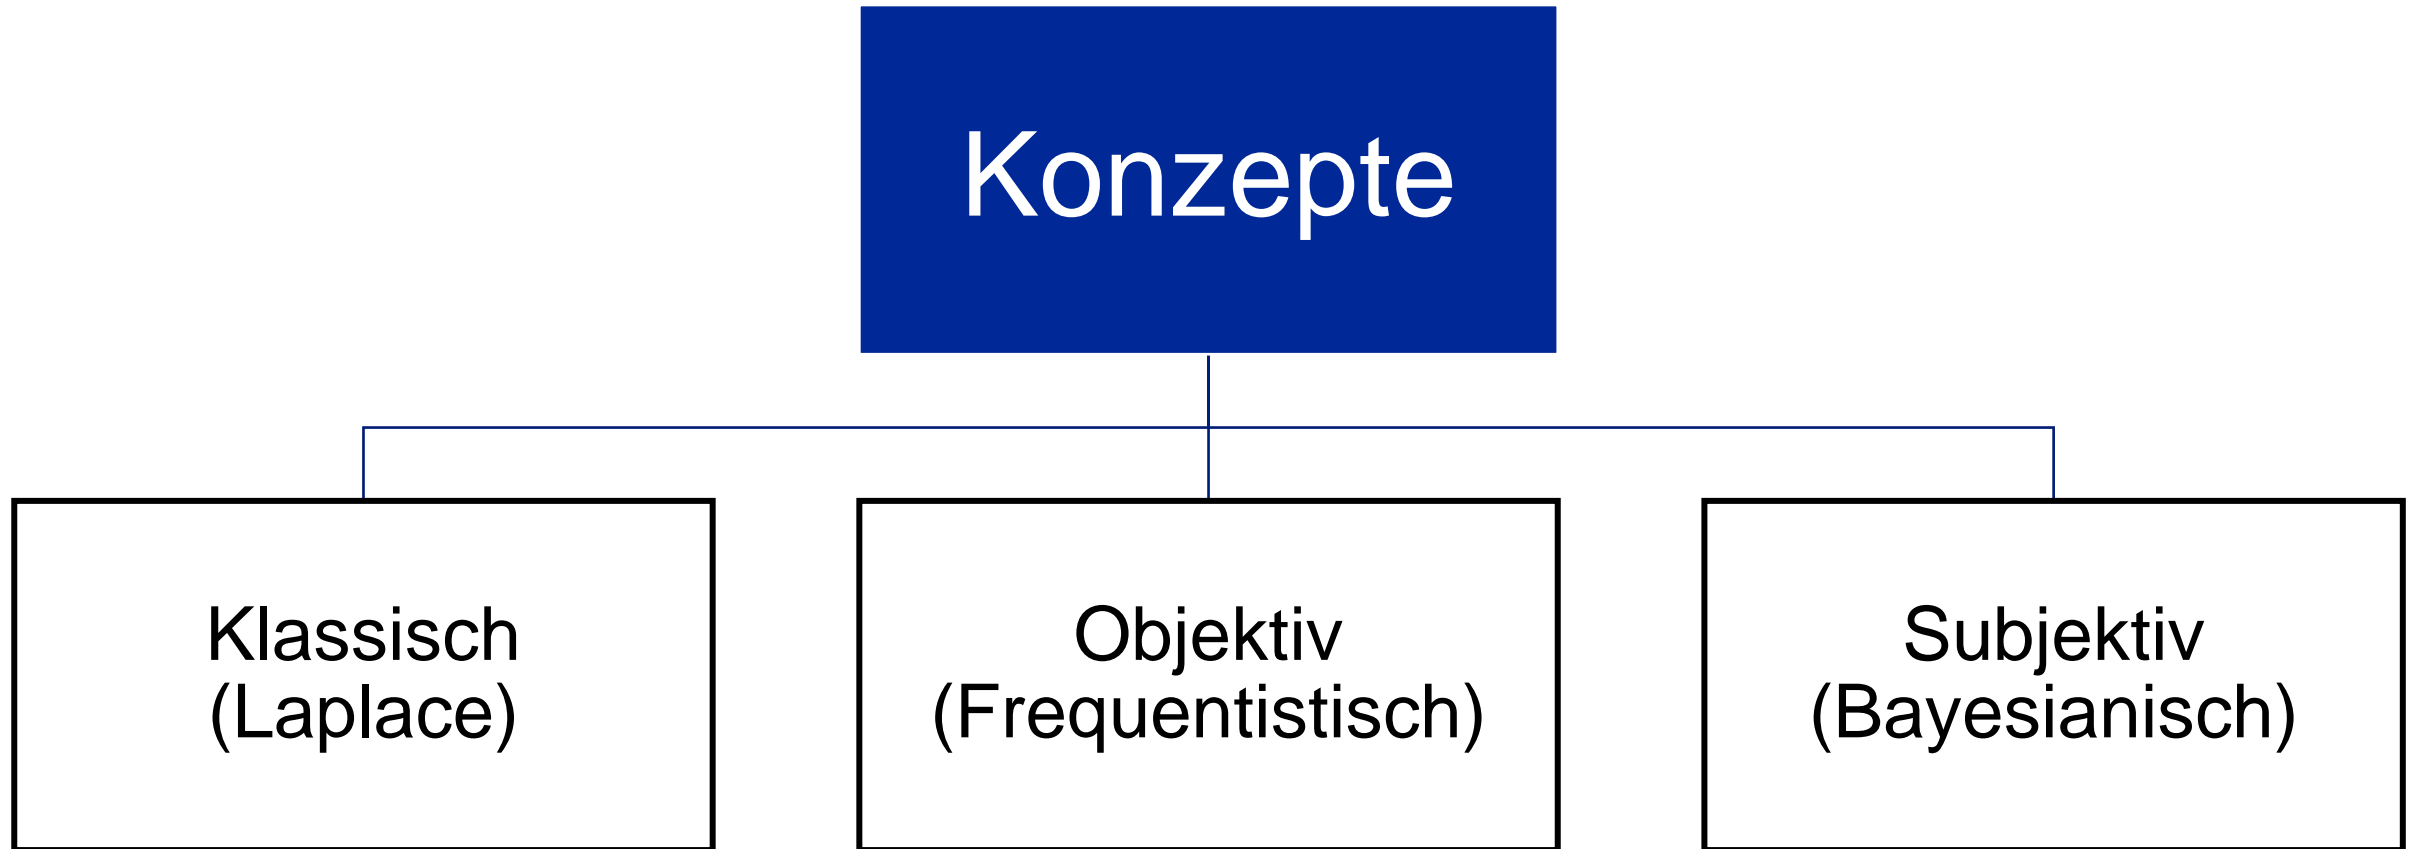 Konzepte
Klassisch
(Laplace)
Objektiv
(Frequentistisch)
Subjektiv
(Bayesianisch)